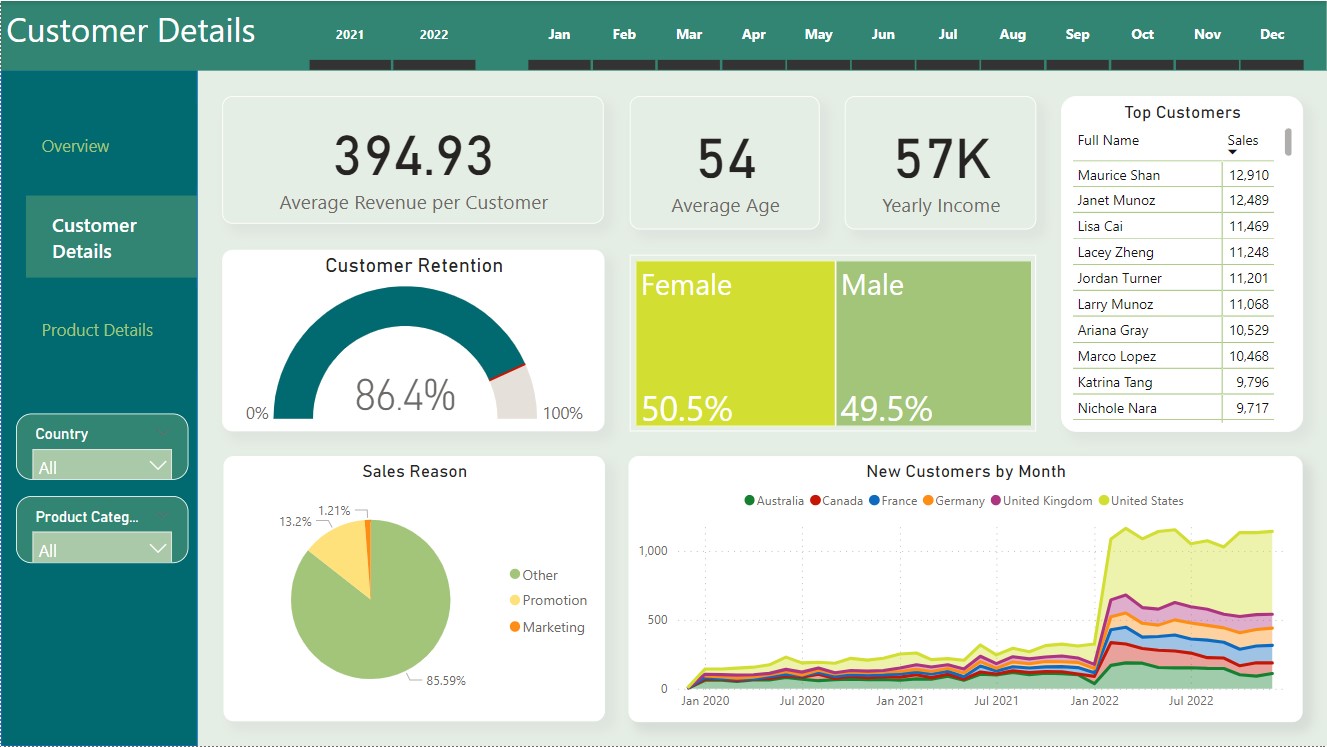 Customer Details
2021 2022 Jan Feb Mar Apr May Jun Jul Aug Sep Oct Nov Dec
Overview
Customer
Details
Product Details
Country
All
Product Categ...
All
394.93
Average Revenue per Customer
54
Average Age
57K
Yearly Income
Top Customers
Full Name Sales
Maurice Shan 12,910
Janet Munoz 12,489
Lisa Cai 11,469
Lacey Zheng 11,248
Jordan Turner 11,201
Larry Munoz 11,068
Ariana Gray 10,529
Marco Lopez 10,468
Katrina Tang 9,796
Nichole Nara 9,717
Customer Retention
86.4%
0% 100%
Female Male
50.5% 49.5%
Sales Reason
1.21%
13.2%
85.59%
Other
Promotion
Marketing
New Customers by Month
Australia Canada France Germany United Kingdom United States
1,000
500
0
Jan 2020 Jul 2020 Jan 2021 Jul 2021 Jan 2022 Jul 2022